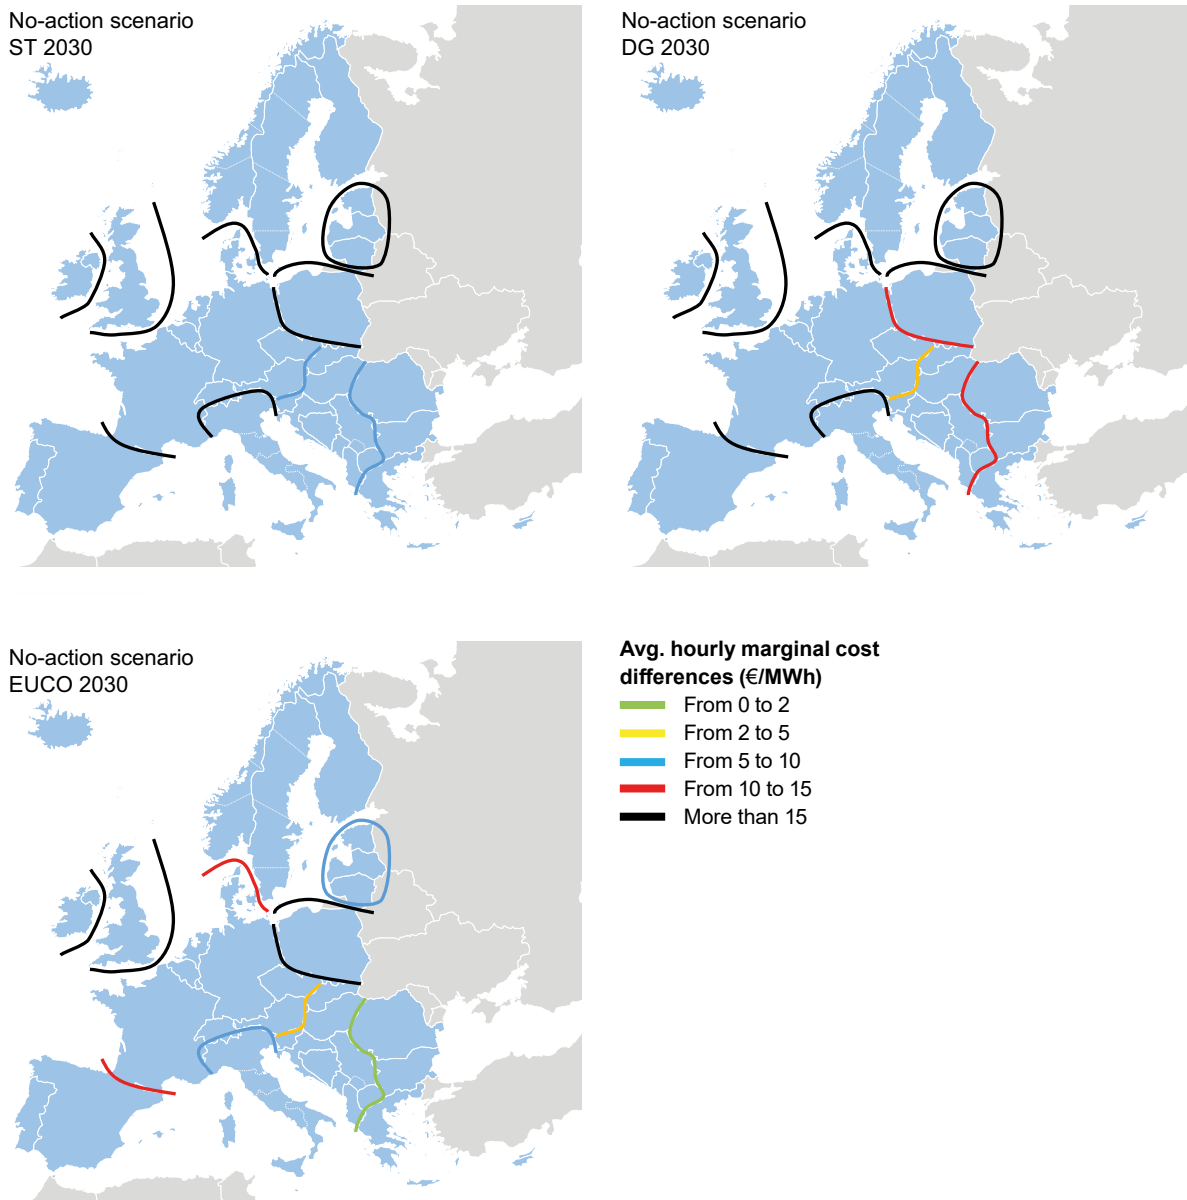 No-action scenario
ST 2030
No-action scenario
DG 2030
No-action scenario
EUCO 2030
Avg. hourly marginal cost
differences (€/MWh)
From 0 to 2
From 2 to 5
From 5 to 10
From 10 to 15
More than 15